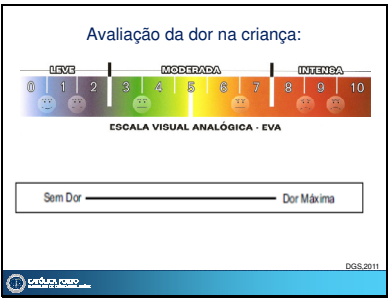 Avaliação da dor na criança:
LEVE MODERADA INTENSA
0 1 2 3 4 5 6 7 8 9 10
ESCALA VISUAL ANALÓGICA - EVA
Sem Dor Dor Máxima
DGS,2011
CATÓLICA PORTO